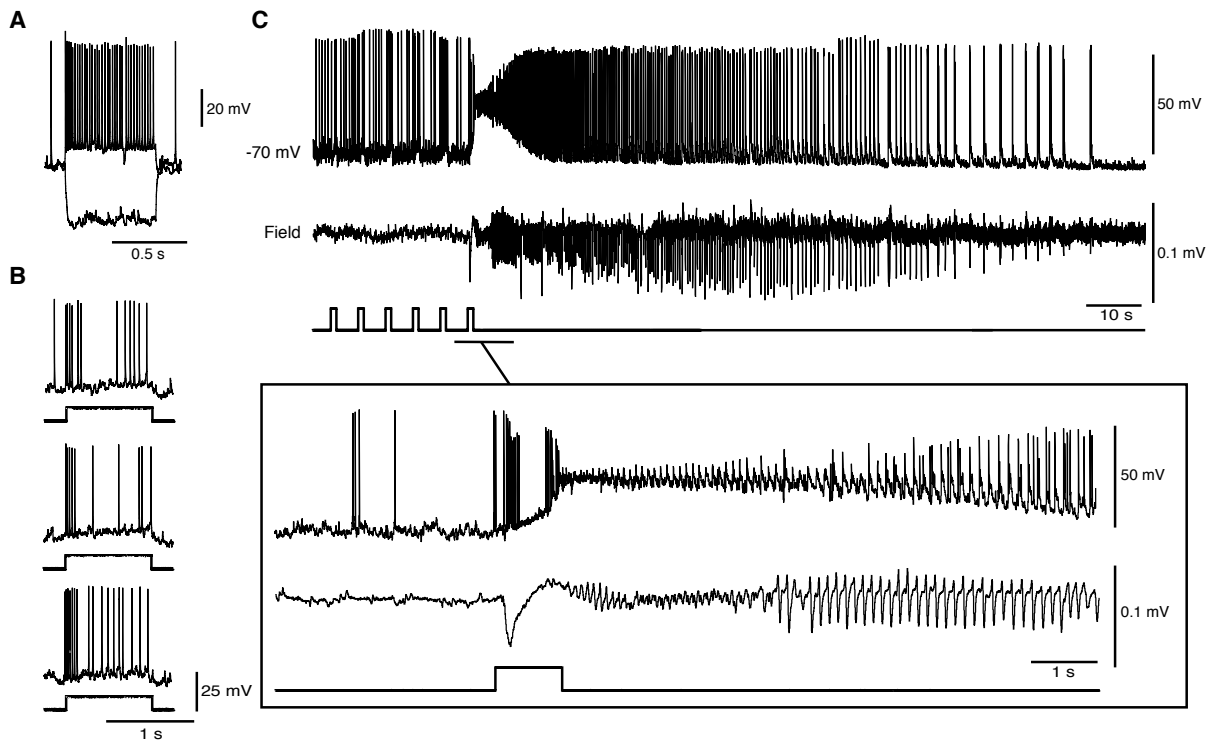 A
20 mV
0.5 s
B
25 mV
1 s
C
-70 mV
50 mV
Field
0.1 mV
10 s
50 mV
0.1 mV
1 s